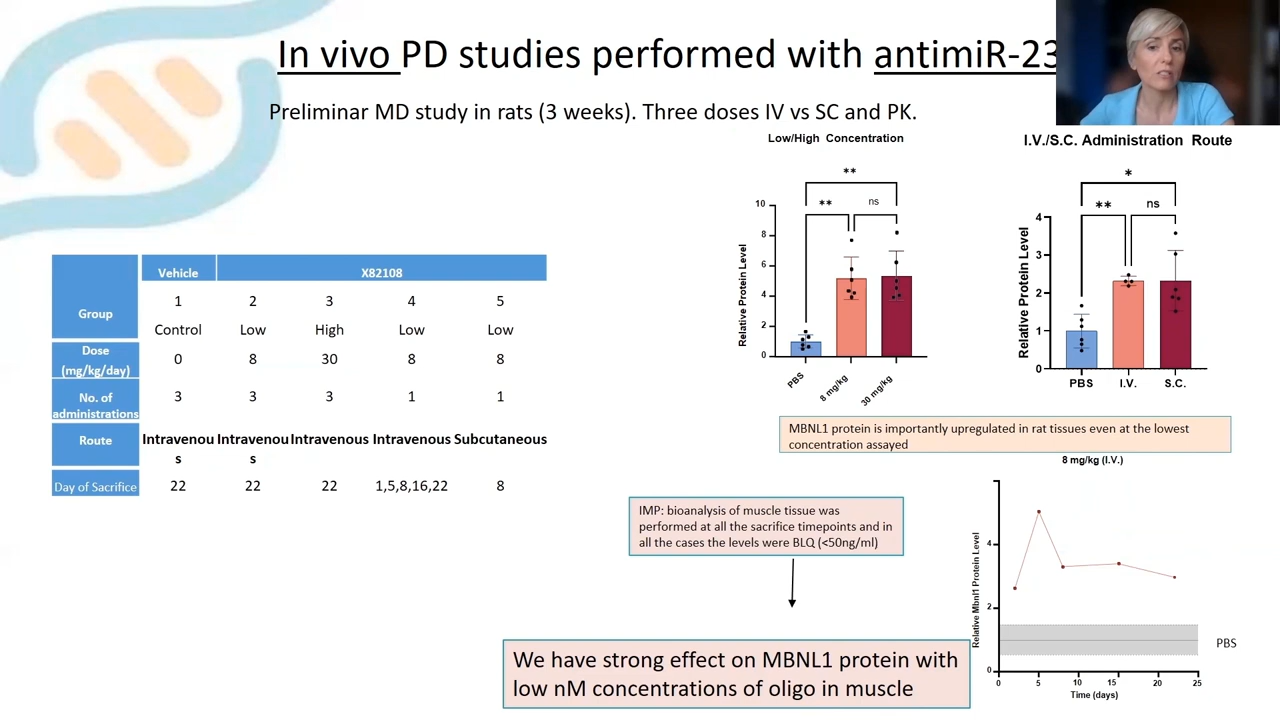 In vivo PD studies performed with antimiR-23
Preliminar MD study in rats (3 weeks). Three doses IV vs SC and PK.
Low/High Concentration
I.V./S.C. Administration Route
Group
Vehicle X82108
1 2 3 4 5
Control Low High Low Low
Dose (mg/kg/day) 0 8 30 8 8
No. of administrations 3 3 3 1 1
Route Intravenous Intravenous Intravenous Intravenous Subcutaneous
Day of Sacrifice 22 22 22 1,5,8,16,22 8
**
** ns
Relative Protein Level
10
8
6
4
2
0
PBS 8 mg/kg 30 mg/kg
*
** ns
Relative Protein Level
4
3
2
1
0
PBS I.V. S.C.
MBNL1 protein is importantly upregulated in rat tissues even at the lowest
concentration assayed
8 mg/kg (I.V.)
IMP: bioanalysis of muscle tissue was
performed at all the sacrifice timepoints and in
all the cases the levels were BLQ (<50ng/ml)
We have strong effect on MBNL1 protein with
low nM concentrations of oligo in muscle
Relative Mbnl1 Protein Level
4
2
0
PBS
0 5 10 15 20 25
Time (days)